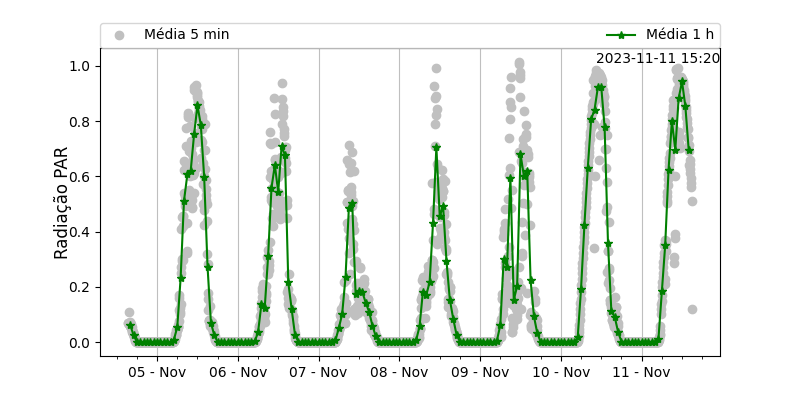 Média 5 min
Média 1 h
2023-11-11 15:20
Radiação PAR
1.0
0.8
0.6
0.4
0.2
0.0
05 - Nov
06 - Nov
07 - Nov
08 - Nov
09 - Nov
10 - Nov
11 - Nov